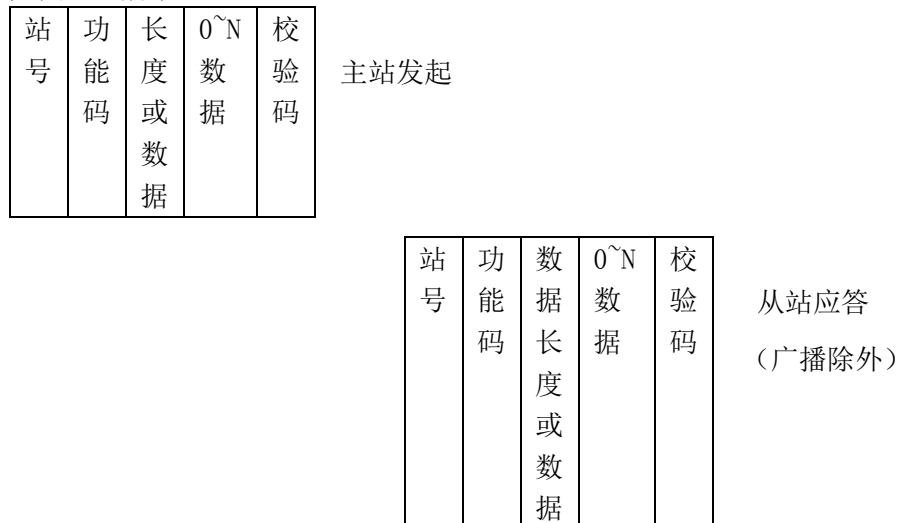 站号 功能码 长度或数据 0~N数据 校验码
主站发起
站号 功能码 数据长度或数据 0~N数据 校验码
从站应答
（广播除外）